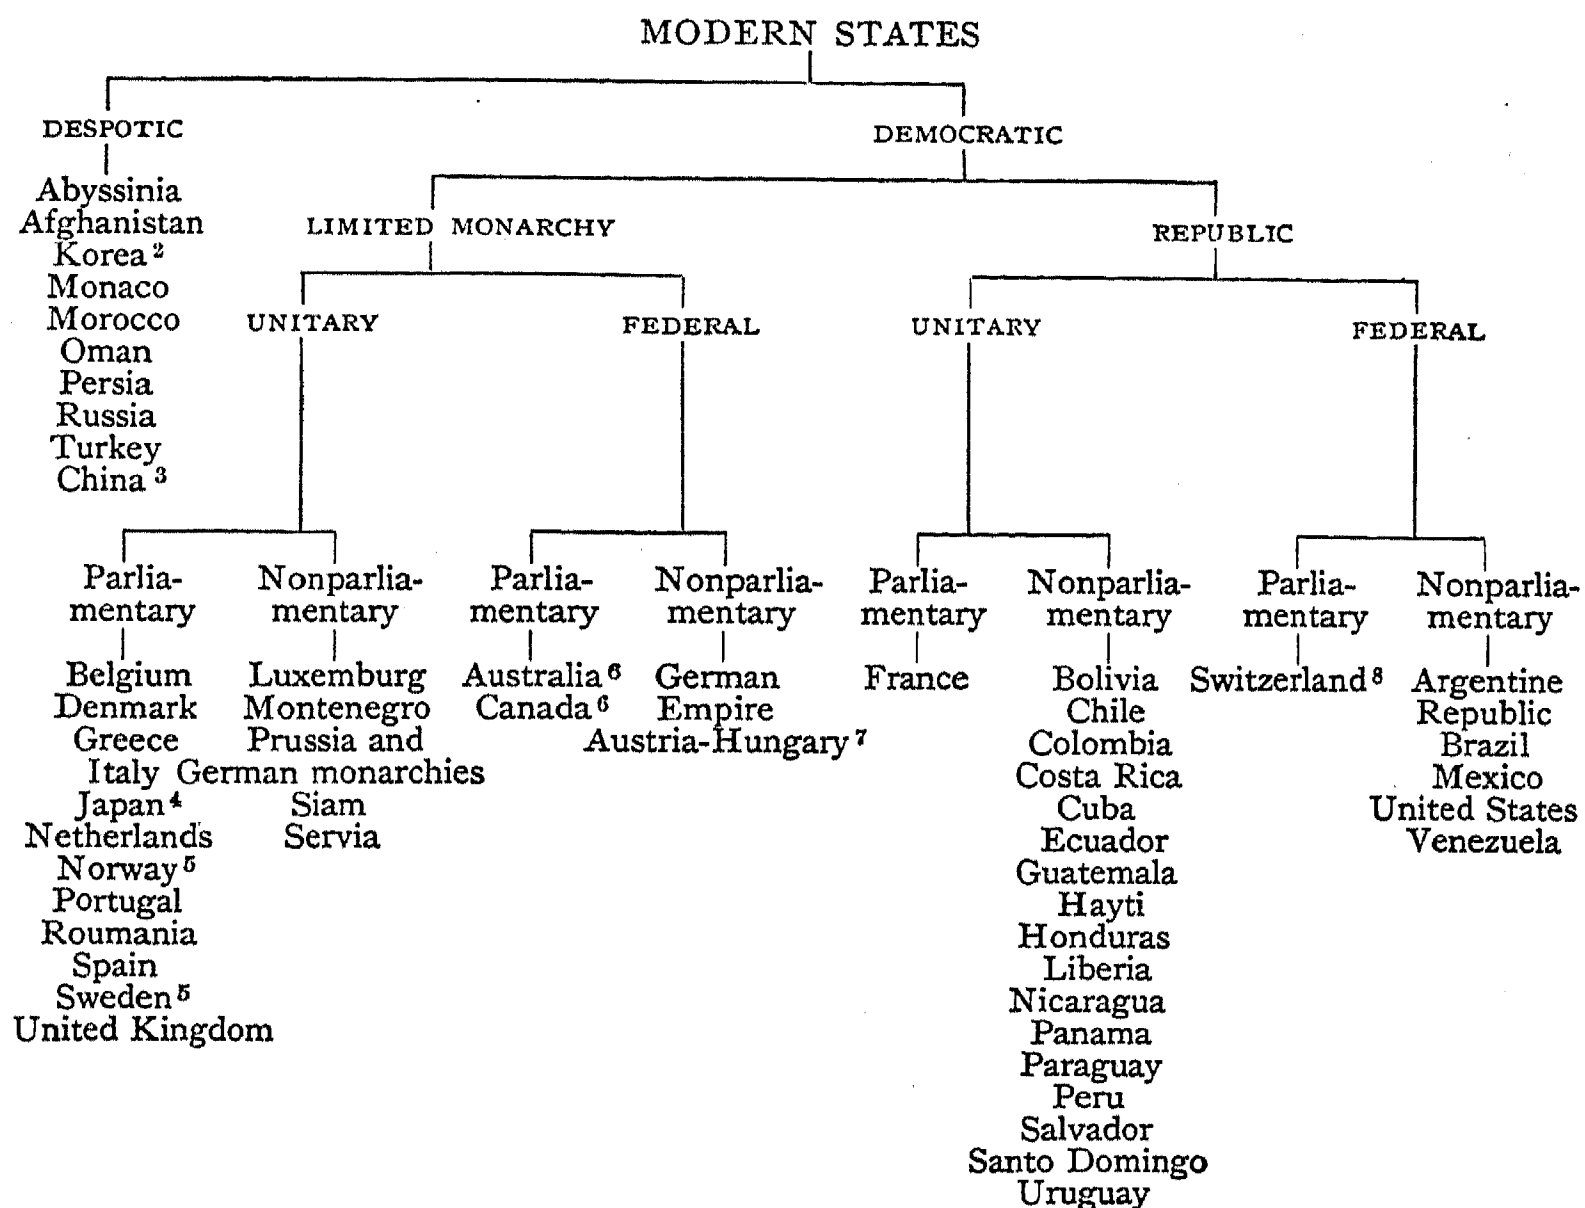 MODERN STATES
DESPOTIC
Abyssinia
Afghanistan
Korea ²
Monaco
Morocco
Oman
Persia
Russia
Turkey
China ³
DEMOCRATIC
LIMITED MONARCHY
UNITARY
Parlia-
mentary
Belgium
Denmark
Greece
Italy
Japan ⁴
Netherlands
Norway ⁵
Portugal
Roumania
Spain
Sweden ⁵
United Kingdom
Nonparlia-
mentary
Luxemburg
Montenegro
Prussia and
German monarchies
Siam
Servia
FEDERAL
Parlia-
mentary
Australia ⁶
Canada ⁶
Nonparlia-
mentary
German
Empire
Austria-Hungary ⁷
REPUBLIC
UNITARY
Parlia-
mentary
France
Nonparlia-
mentary
Bolivia
Chile
Colombia
Costa Rica
Cuba
Ecuador
Guatemala
Hayti
Honduras
Liberia
Nicaragua
Panama
Paraguay
Peru
Salvador
Santo Domingo
Uruguay
FEDERAL
Parlia-
mentary
Switzerland ⁸
Nonparlia-
mentary
Argentine
Republic
Brazil
Mexico
United States
Venezuela